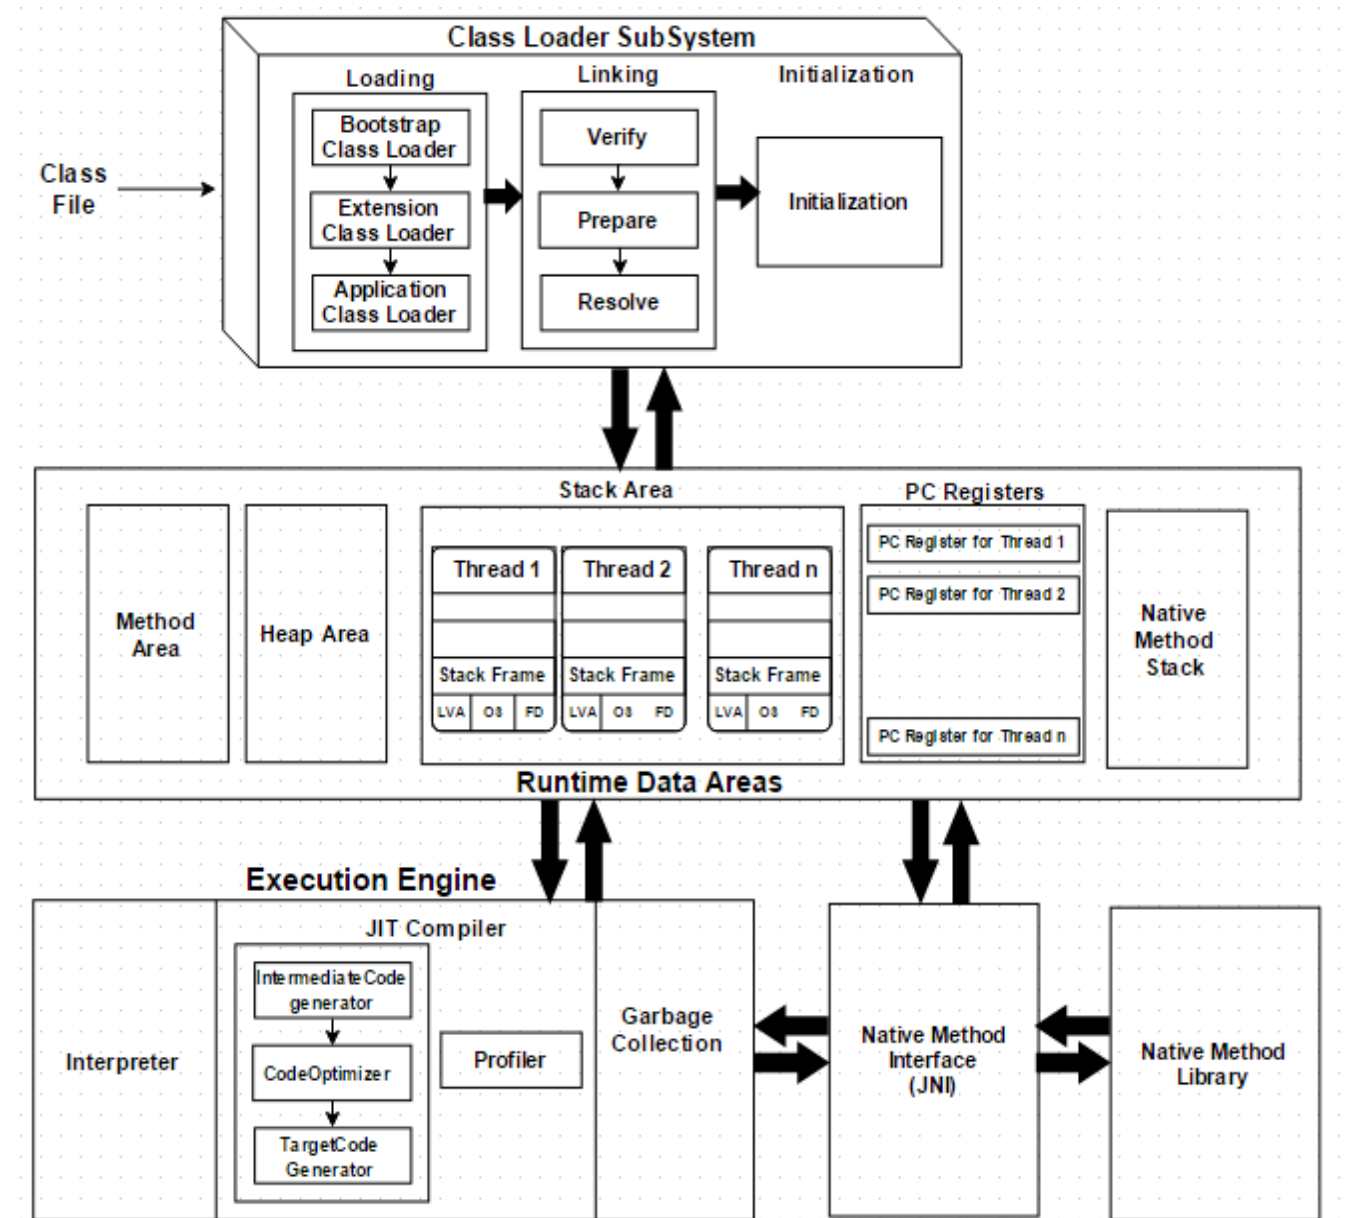 Class Loader SubSystem
Loading
Linking
Initialization
Bootstrap
Class Loader
Extension
Class Loader
Application
Class Loader
Verify
Prepare
Resolve
Initialization
Class
File
Stack Area
PC Registers
Method
Area
Heap Area
Thread 1
Stack Frame
LVA OS FD
Thread 2
Stack Frame
LVA OS FD
Thread n
Stack Frame
LVA OS FD
PC Register for Thread 1
PC Register for Thread 2
PC Register for Thread n
Native
Method
Stack
Runtime Data Areas
Execution Engine
Interpreter
JIT Compiler
IntermediateCode
generator
CodeOptimizer
TargetCode
Generator
Profiler
Garbage
Collection
Native Method
Interface
(JNI)
Native Method
Library